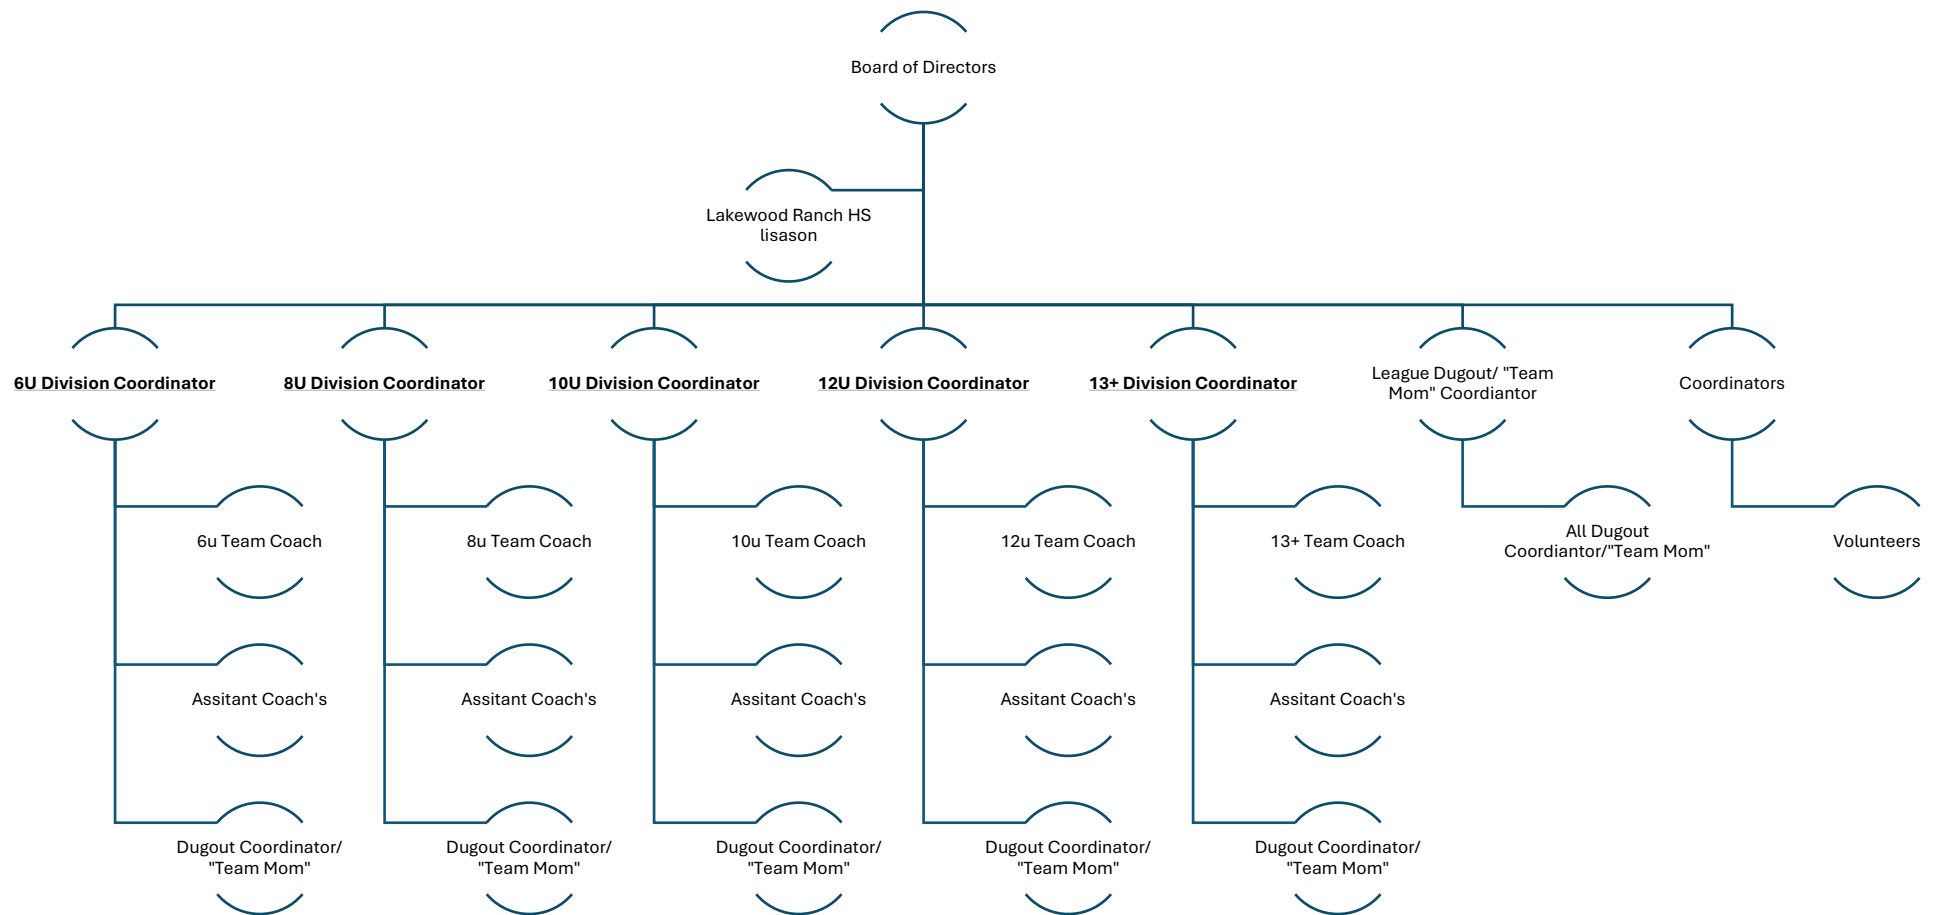 Board of Directors
Lakewood Ranch HS
lisason
6U Division Coordinator
8U Division Coordinator
10U Division Coordinator
12U Division Coordinator
13+ Division Coordinator
League Dugout/ "Team
Mom" Coordiantor
Coordinators
6u Team Coach
8u Team Coach
10u Team Coach
12u Team Coach
13+ Team Coach
All Dugout
Coordiantor/"Team Mom"
Volunteers
Assitant Coach's
Assitant Coach's
Assitant Coach's
Assitant Coach's
Assitant Coach's
Dugout Coordinator/
"Team Mom"
Dugout Coordinator/
"Team Mom"
Dugout Coordinator/
"Team Mom"
Dugout Coordinator/
"Team Mom"
Dugout Coordinator/
"Team Mom"